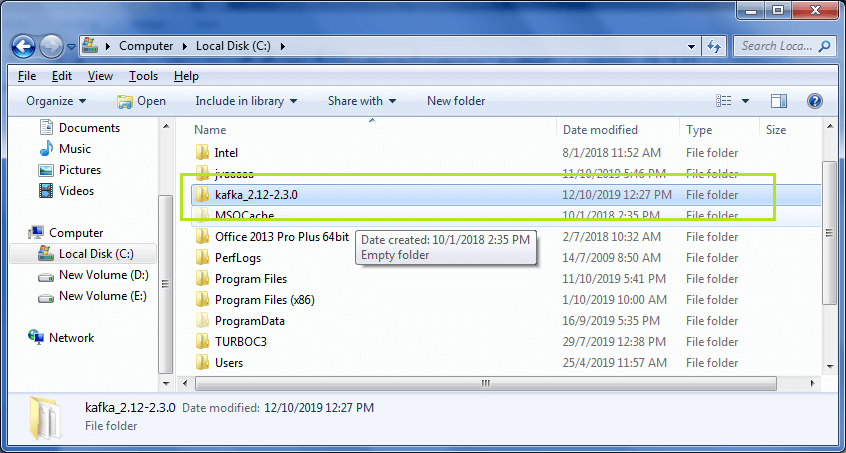 Computer Local Disk (C:) Search Loca...
File Edit View Tools Help
Organize Open Include in library Share with New folder
Documents
Music
Pictures
Videos
Computer
Local Disk (C:)
New Volume (D:)
New Volume (E:)
Network
Name Date modified Type Size
Intel 8/1/2018 11:52 AM File folder
11/10/2019 5:46 PM File folder
kafka_2.12-2.3.0 12/10/2019 12:27 PM File folder
MSOCache 10/1/2018 2:35 PM File folder
Office 2013 Pro Plus 64bit 2/7/2018 10:32 AM File folder
Date created: 10/1/2018 2:35 PM
Empty folder
PerfLogs 14/7/2009 8:50 AM File folder
Program Files 11/10/2019 5:41 PM File folder
Program Files (x86) 1/10/2019 10:00 AM File folder
ProgramData 16/9/2019 5:35 PM File folder
TURBOC3 29/7/2019 12:38 PM File folder
Users 25/4/2019 11:57 AM File folder
kafka_2.12-2.3.0 Date modified: 12/10/2019 12:27 PM
File folder